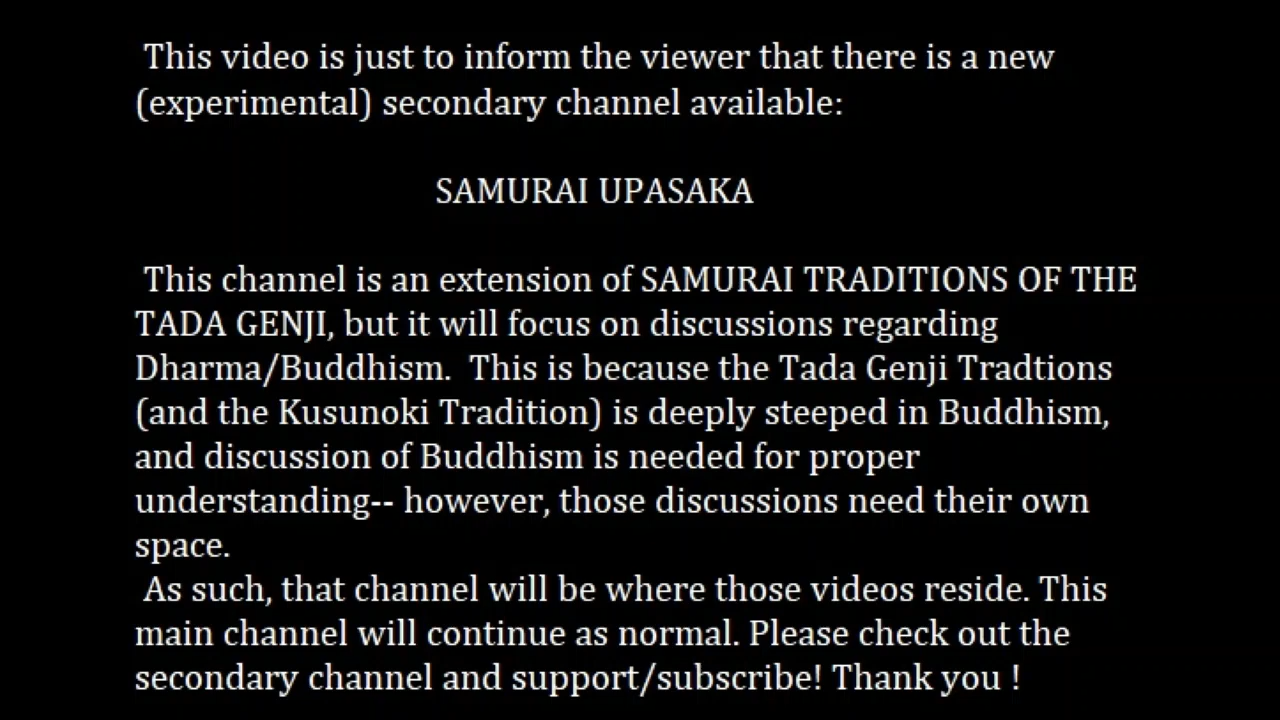 This video is just to inform the viewer that there is a new
(experimental) secondary channel available:
SAMURAI UPASAKA
This channel is an extension of SAMURAI TRADITIONS OF THE
TADA GENJI, but it will focus on discussions regarding
Dharma/Buddhism.  This is because the Tada Genji Tradtions
(and the Kusunoki Tradition) is deeply steeped in Buddhism,
and discussion of Buddhism is needed for proper
understanding-- however, those discussions need their own
space.
As such, that channel will be where those videos reside. This
main channel will continue as normal. Please check out the
secondary channel and support/subscribe! Thank you !